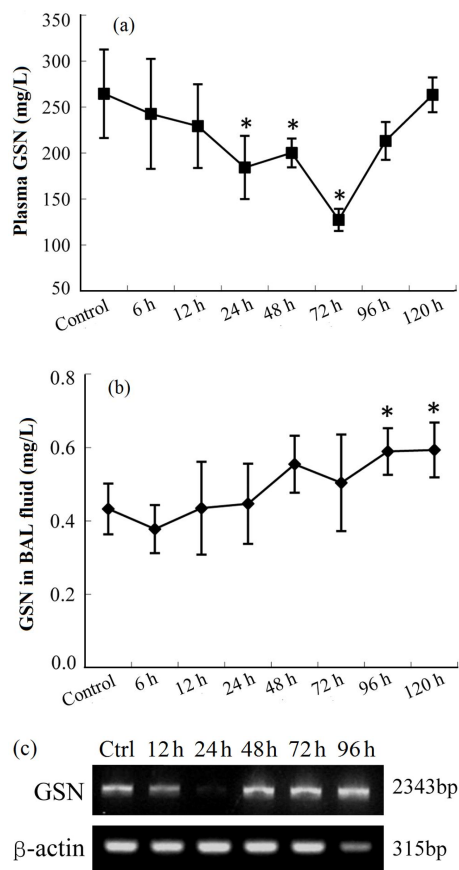 (a)
Plasma GSN (mg/L)
350
300
250
200
150
100
50
*
*
*
Control 6 h 12 h 24 h 48 h 72 h 96 h 120 h
(b)
GSN in BAL fluid (mg/L)
0.8
0.6
0.4
0.2
0.0
*
*
Control 6 h 12 h 24 h 48 h 72 h 96 h 120 h
(c)
Ctrl 12 h 24h 48h 72 h 96 h
GSN 2343bp
β-actin 315bp